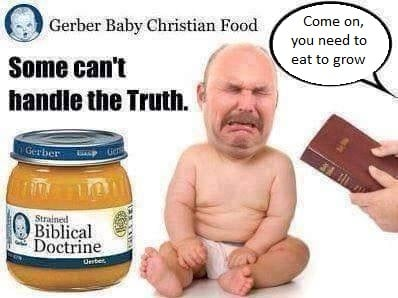 Gerber Baby Christian Food
Come on,
you need to
eat to grow
Some can't
handle the Truth.
Gerber
Strained
Biblical
Doctrine
Gerber